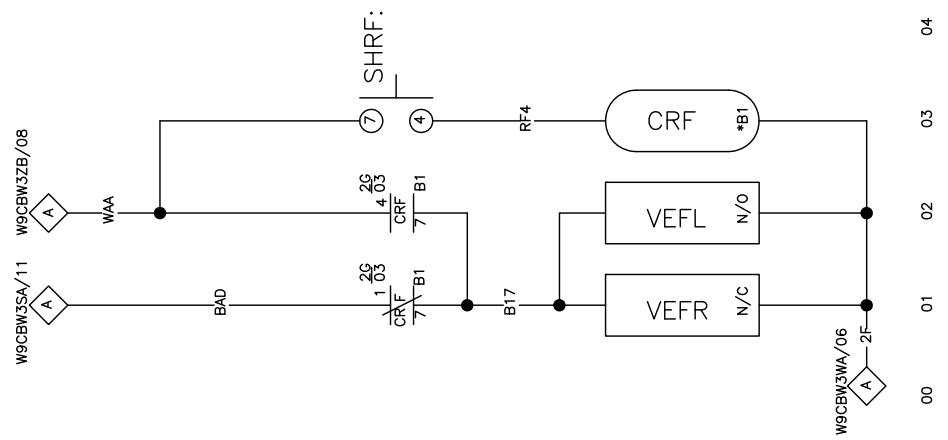 W9CBW3ZB/08
A
WAA
W9CBW3SA/11
A
BAD
SHRF:
7
4
RF4
CRF
*B1
2G
03
4
CRF
7
B1
2G
03
1
CRF
7
B1
B17
VEFL
N/O
VEFR
N/C
W9CBW3WA/06
A
2F
04
03
02
01
00